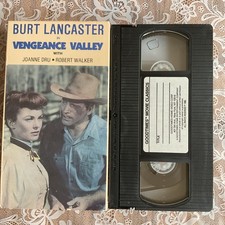 BURT LANCASTER
in
VENGEANCE VALLEY
WITH
JOANNE DRU • ROBERT WALKER
GOODTIMES MOVIE CLASSICS